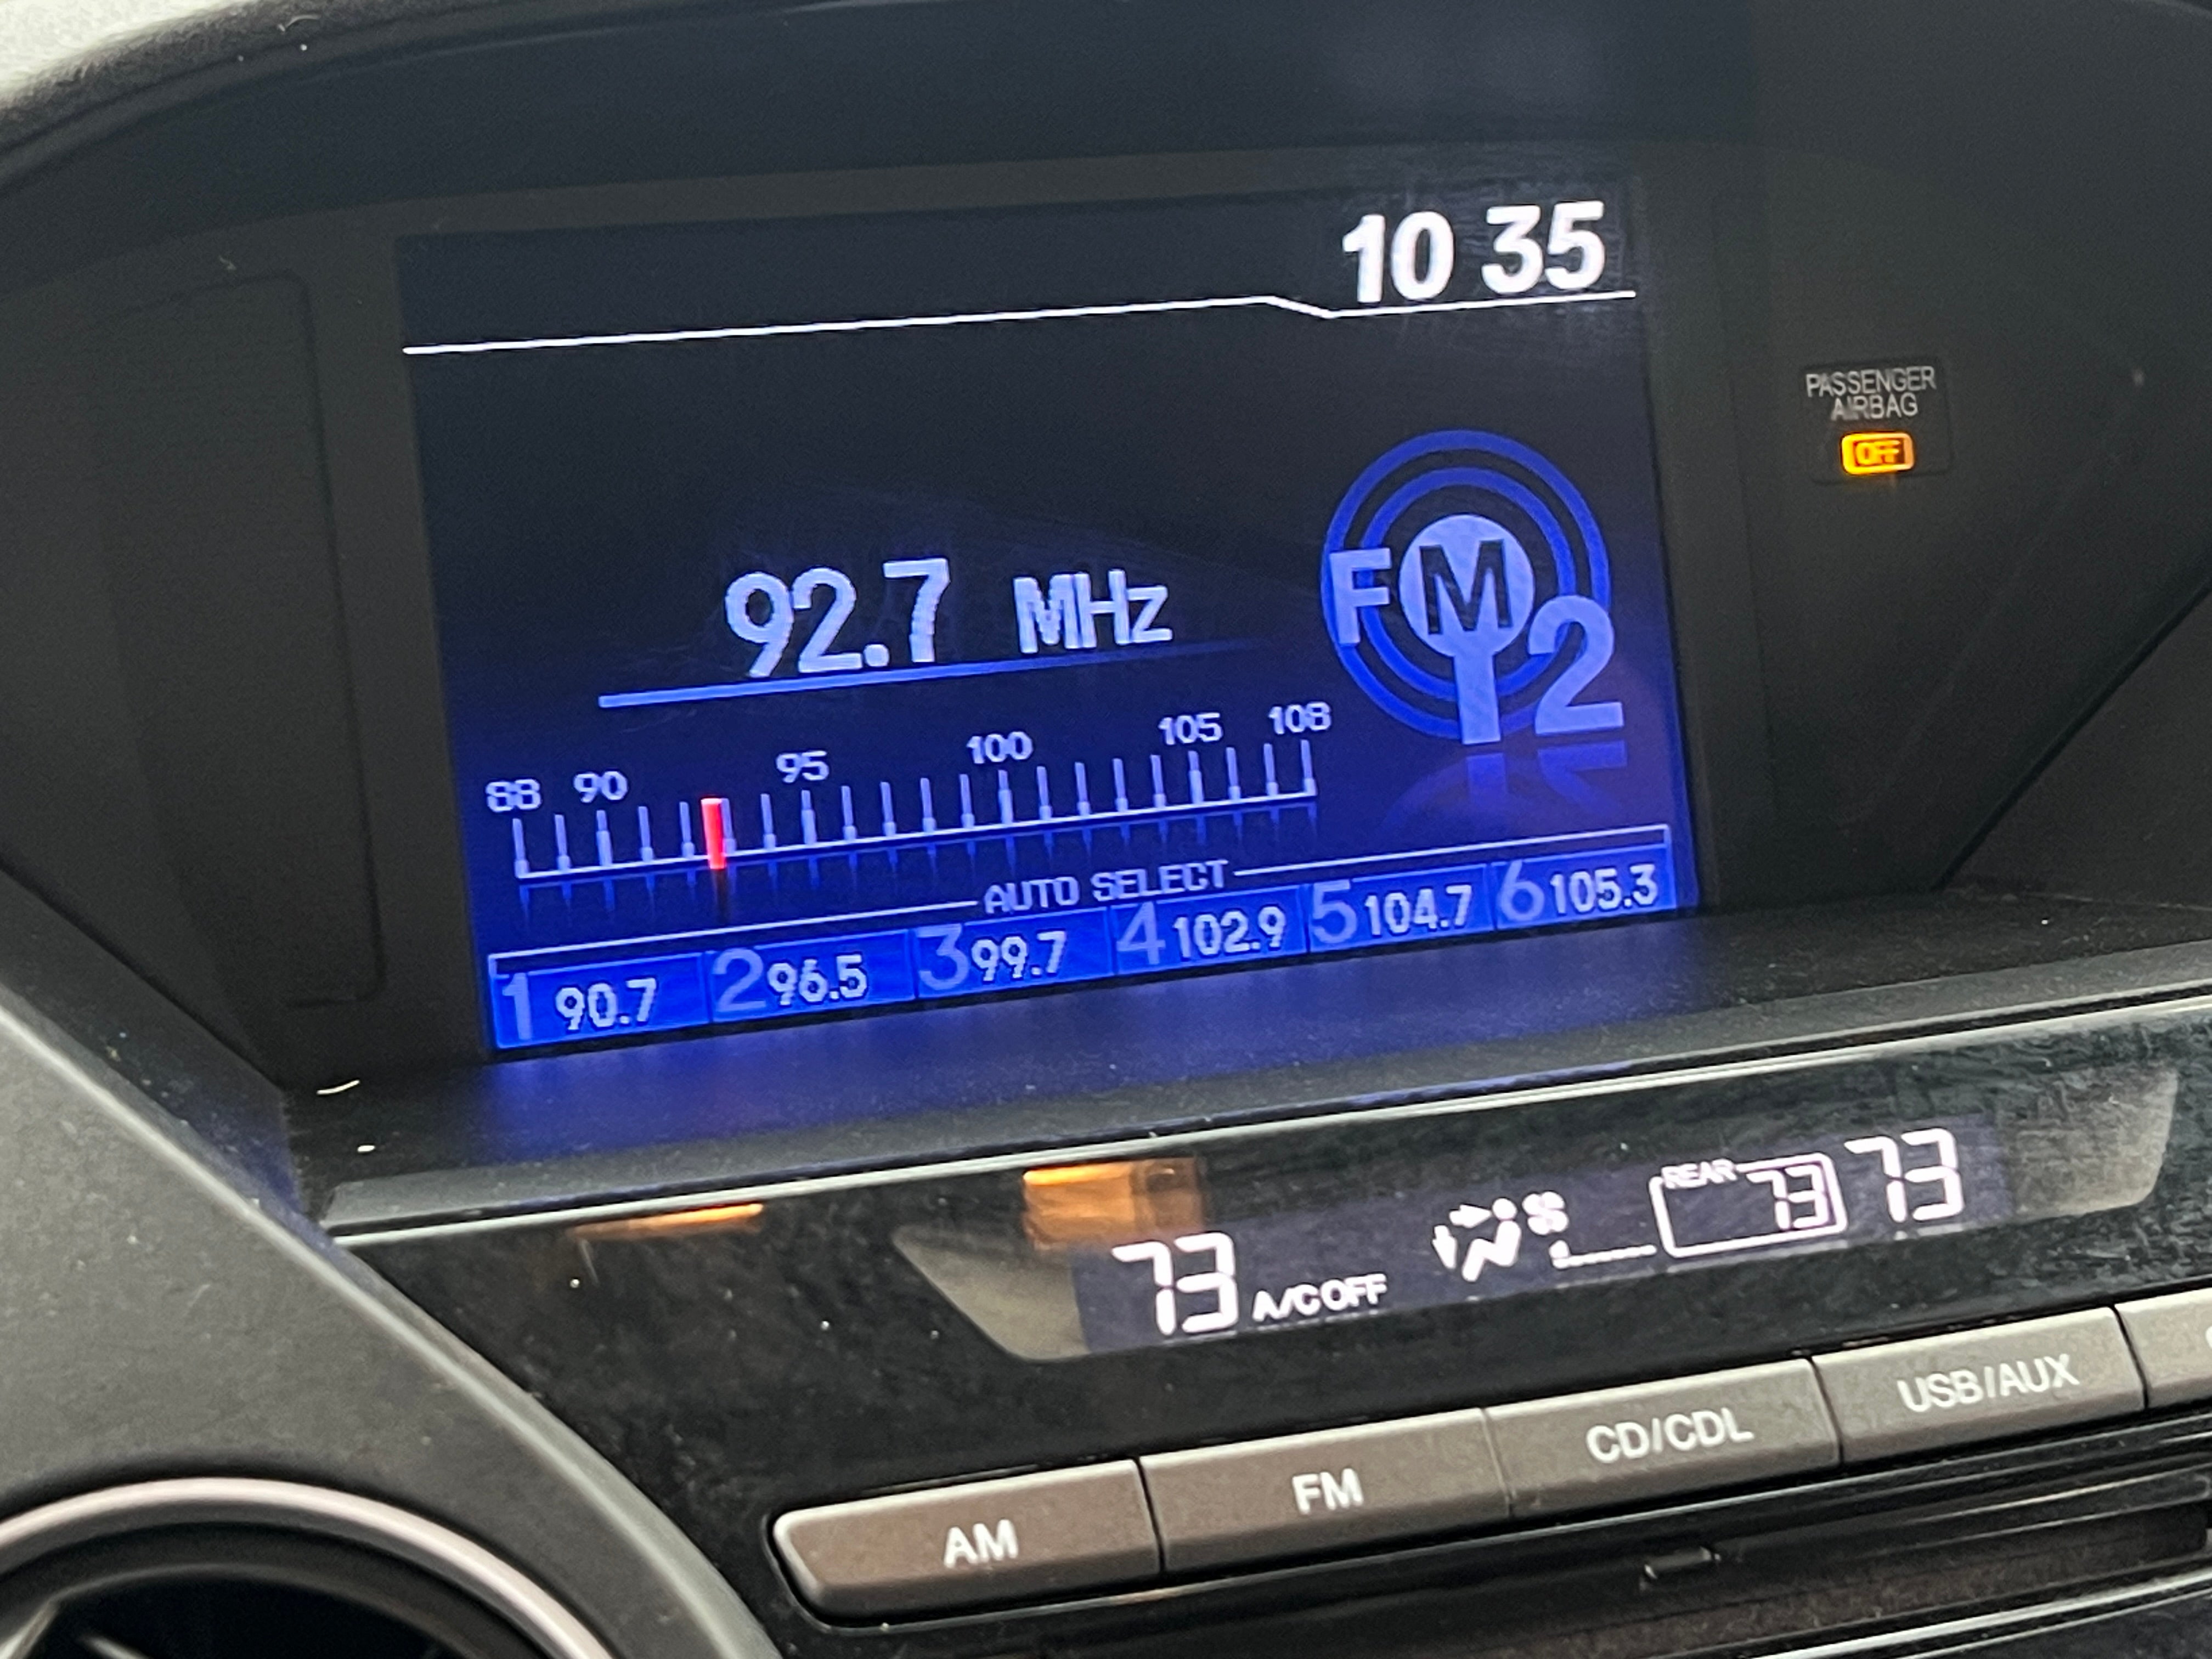 10 35
PASSENGER
AIRBAG
OFF
92.7 MHz
FM2
88 90 95 100 105 108
AUTO SELECT
1 90.7 2 96.5 3 99.7 4 102.9 5 104.7 6 105.3
73 A/C OFF REAR 73 73
AM FM CD/CDL USB/AUX